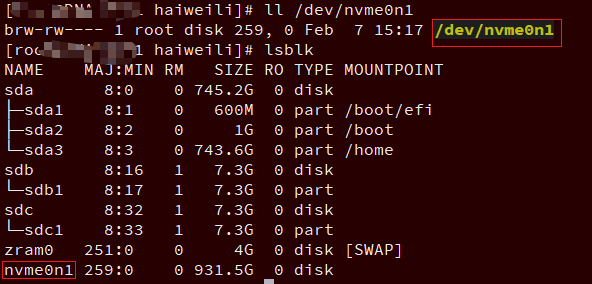 [ 1 haiweili]# ll /dev/nvme0n1
brw-rw---- 1 root disk 259, 0 Feb  7 15:17 /dev/nvme0n1
[roo 1 haiweili]# lsblk
NAME        MAJ:MIN RM   SIZE RO TYPE MOUNTPOINT
sda           8:0    0 745.2G  0 disk
├─sda1        8:1    0   600M  0 part /boot/efi
├─sda2        8:2    0     1G  0 part /boot
└─sda3        8:3    0 743.6G  0 part /home
sdb           8:16   1   7.3G  0 disk
└─sdb1        8:17   1   7.3G  0 part
sdc           8:32   1   7.3G  0 disk
└─sdc1        8:33   1   7.3G  0 part
zram0       251:0    0     4G  0 disk [SWAP]
nvme0n1     259:0    0 931.5G  0 disk